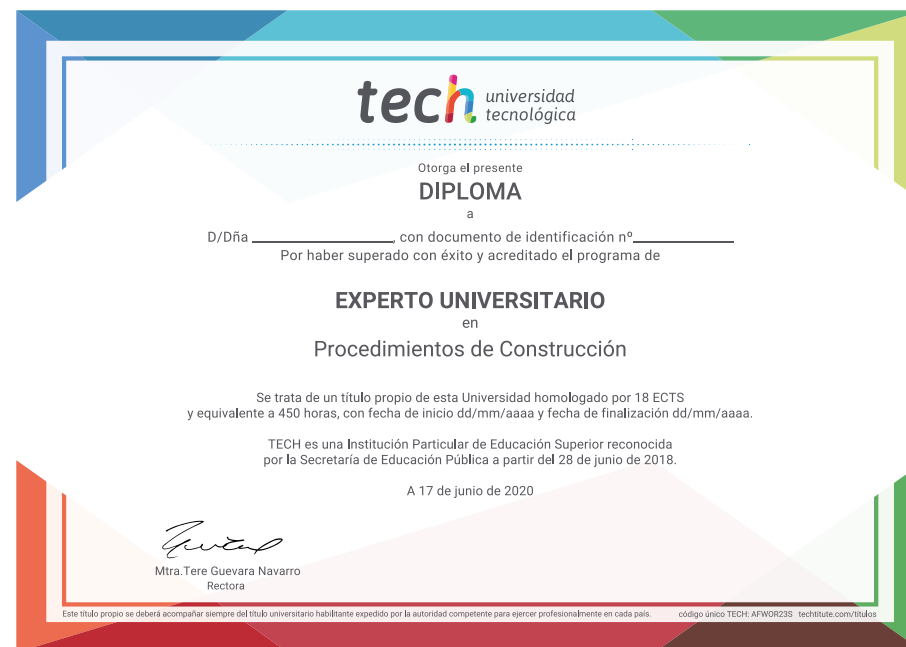 tech universidad
tecnológica
Otorga el presente
DIPLOMA
a
D/Dña ____________________, con documento de identificación nº______________
Por haber superado con éxito y acreditado el programa de
EXPERTO UNIVERSITARIO
en
Procedimientos de Construcción
Se trata de un título propio de esta Universidad homologado por 18 ECTS
y equivalente a 450 horas, con fecha de inicio dd/mm/aaaa y fecha de finalización dd/mm/aaaa.
TECH es una Institución Particular de Educación Superior reconocida
por la Secretaría de Educación Pública a partir del 28 de junio de 2018.
A 17 de junio de 2020
Mtra.Tere Guevara Navarro
Rectora
Este título propio se deberá acompañar siempre del título universitario habilitante expedido por la autoridad competente para ejercer profesionalmente en cada país. código único TECH: AFWOR23S techtitute.com/titulos